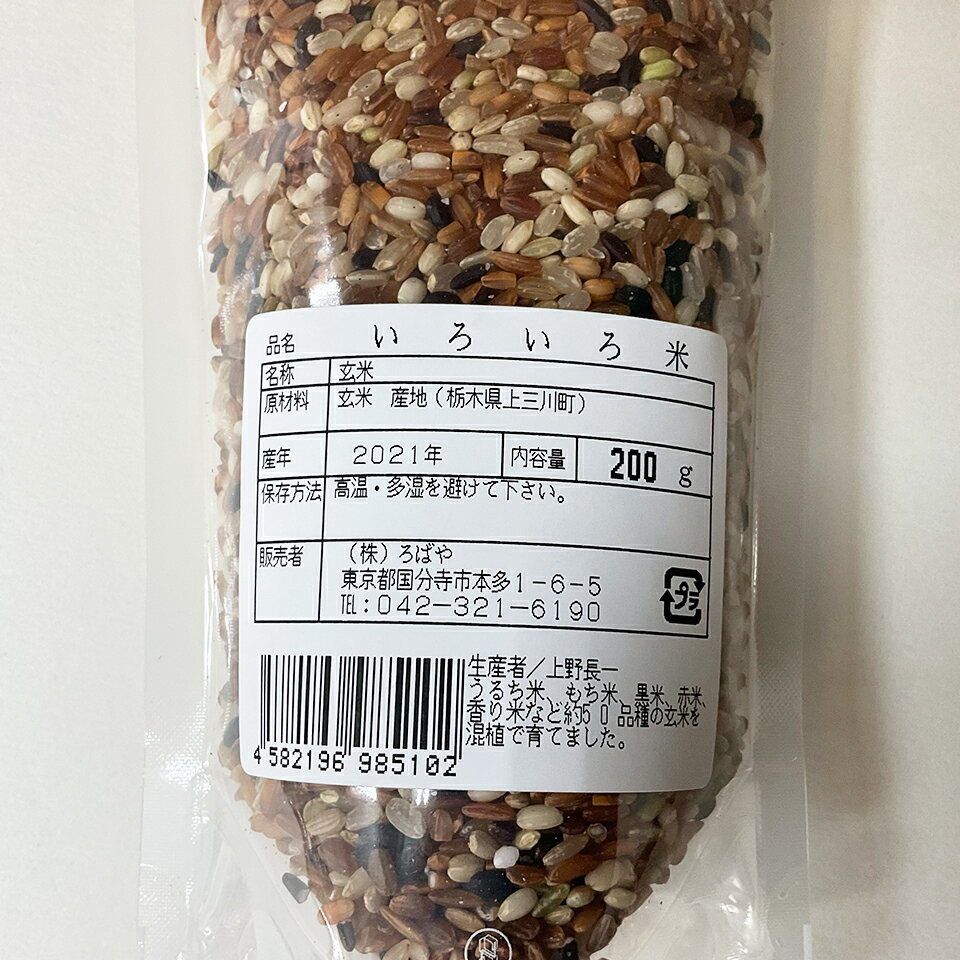 品名 いろいろ米
名称 玄米
原材料 玄米 産地（栃木県上三川町）
産年 2021年 内容量 200 g
保存方法 高温・多湿を避けて下さい。
販売者 （株）ろばや
東京都国分寺市本多1－6－5
TEL：042－321－6190
プラ
生産者／上野長一
うるち米、もち米、黒米、赤米、
香り米など約50品種の玄米を
混植で育てました。
4 582196 985102